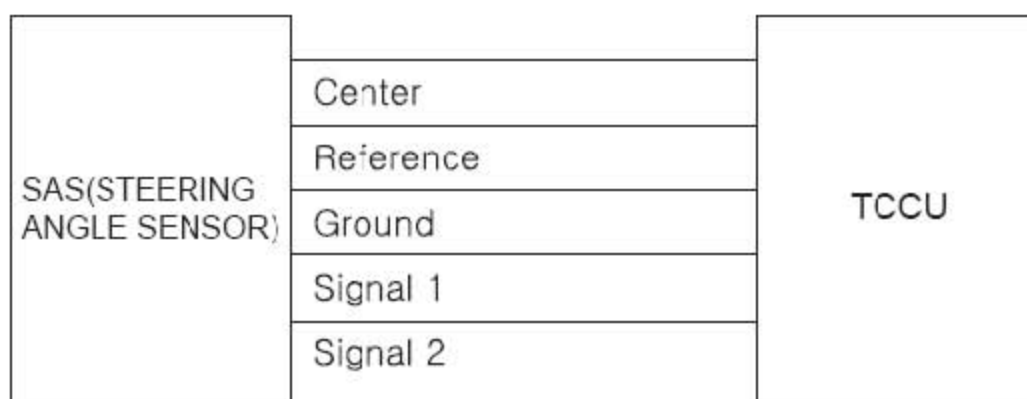 SAS(STEERING
ANGLE SENSOR)
Center
Reference
Ground
Signal 1
Signal 2
TCCU